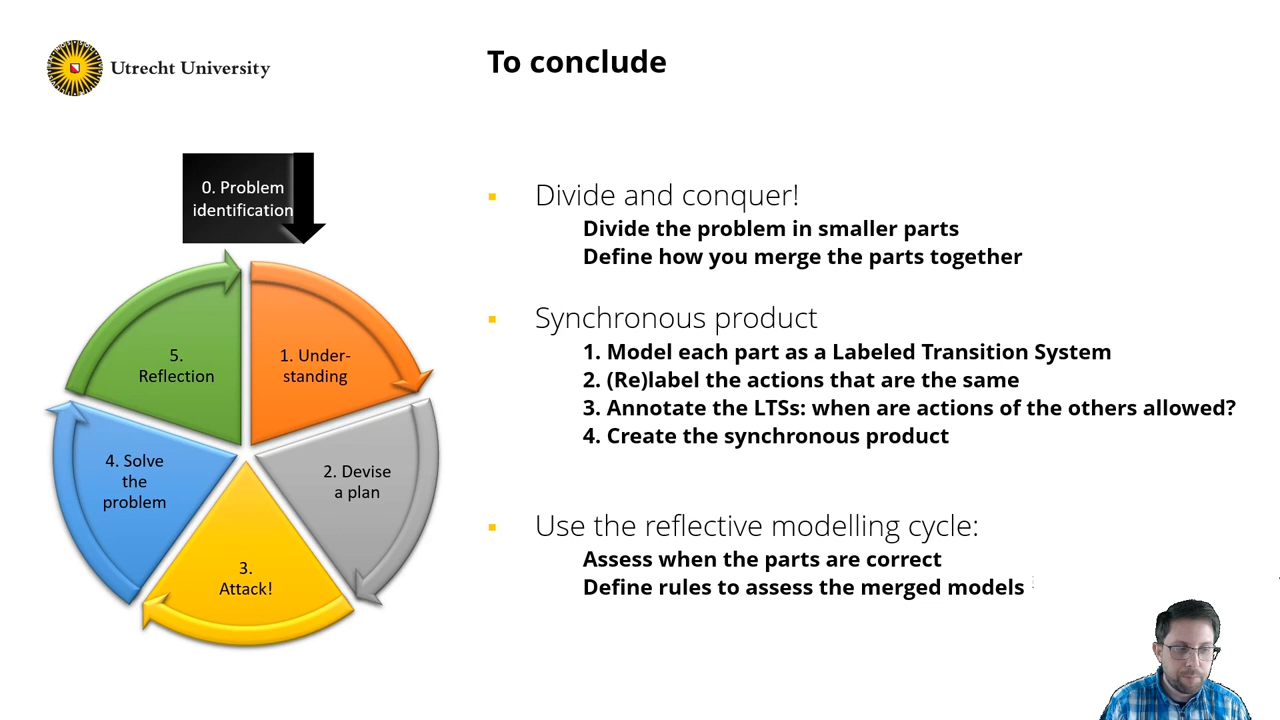 Utrecht University
To conclude
0. Problem
identification
5.
Reflection
1. Under-
standing
4. Solve
the
problem
2. Devise
a plan
3.
Attack!
Divide and conquer!
Divide the problem in smaller parts
Define how you merge the parts together
Synchronous product
1. Model each part as a Labeled Transition System
2. (Re)label the actions that are the same
3. Annotate the LTSs: when are actions of the others allowed?
4. Create the synchronous product
Use the reflective modelling cycle:
Assess when the parts are correct
Define rules to assess the merged models